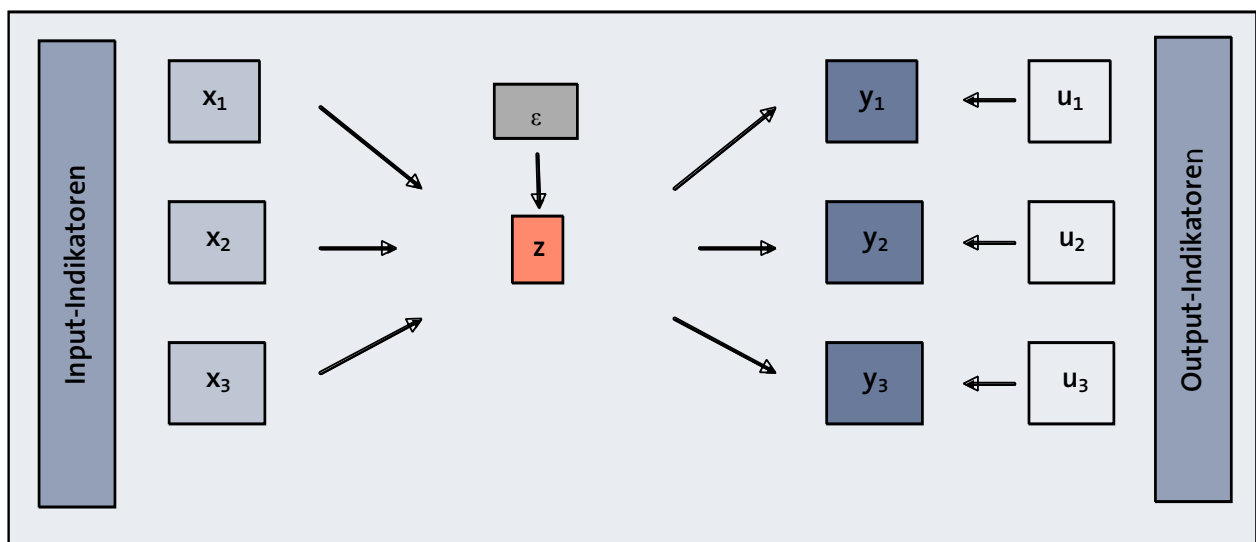 Input-Indikatoren
x₁
ε
y₁
u₁
x₂
z
y₂
u₂
x₃
y₃
u₃
Output-Indikatoren